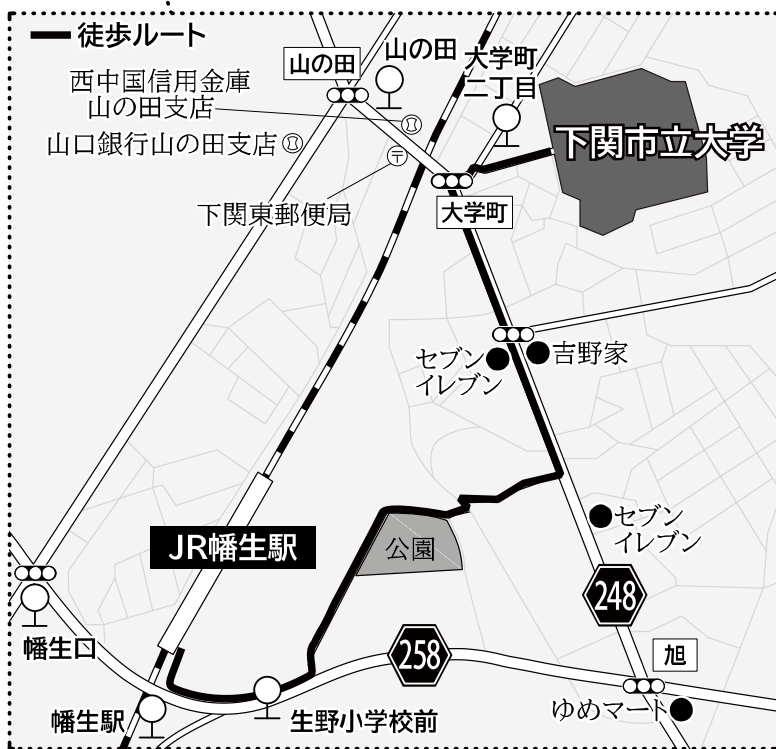 徒歩ルート
山の田
山の田
大学町
二丁目
西中国信用金庫
山の田支店
山口銀行山の田支店
〒
下関市立大学
下関東郵便局
大学町
セブン
イレブン
吉野家
セブン
イレブン
JR幡生駅
公園
248
幡生口
258
旭
幡生駅
生野小学校前
ゆめマート